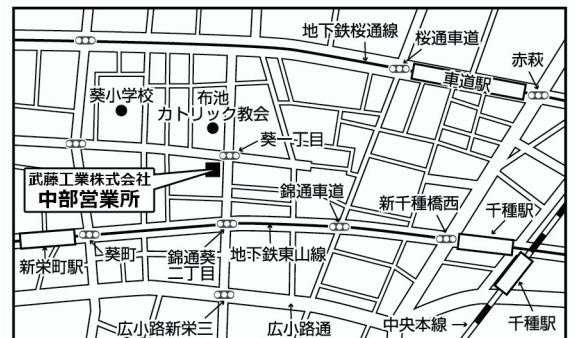 地下鉄桜通線
桜通車道
赤萩
車道駅
葵小学校
布池
カトリック教会
葵一丁目
武藤工業株式会社
中部営業所
錦通車道
新千種橋西
千種駅
新栄町駅
葵町
錦通葵
二丁目
地下鉄東山線
広小路新栄三
広小路通
中央本線→
千種駅